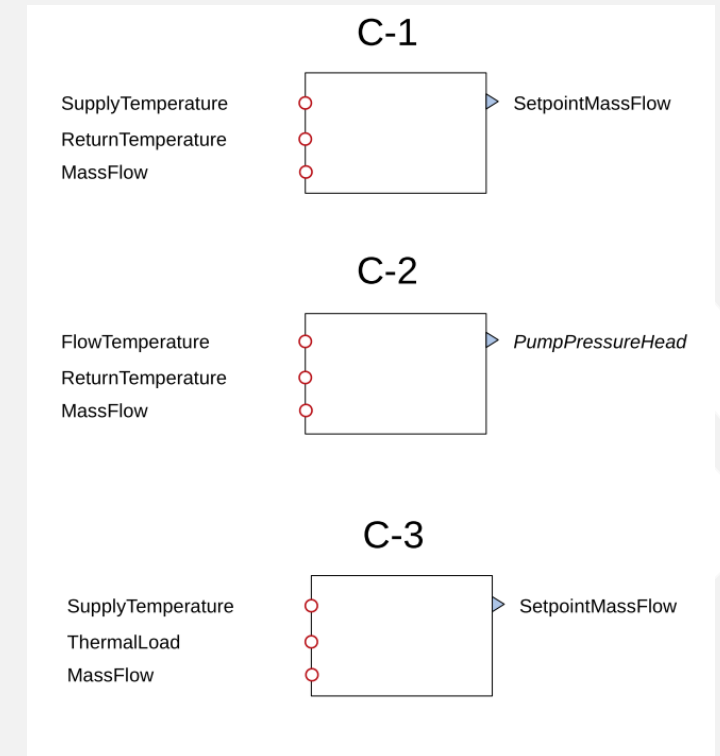 C-1
SupplyTemperature
SetpointMassFlow
ReturnTemperature
MassFlow
C-2
FlowTemperature
PumpPressureHead
ReturnTemperature
MassFlow
C-3
SupplyTemperature
SetpointMassFlow
ThermalLoad
MassFlow